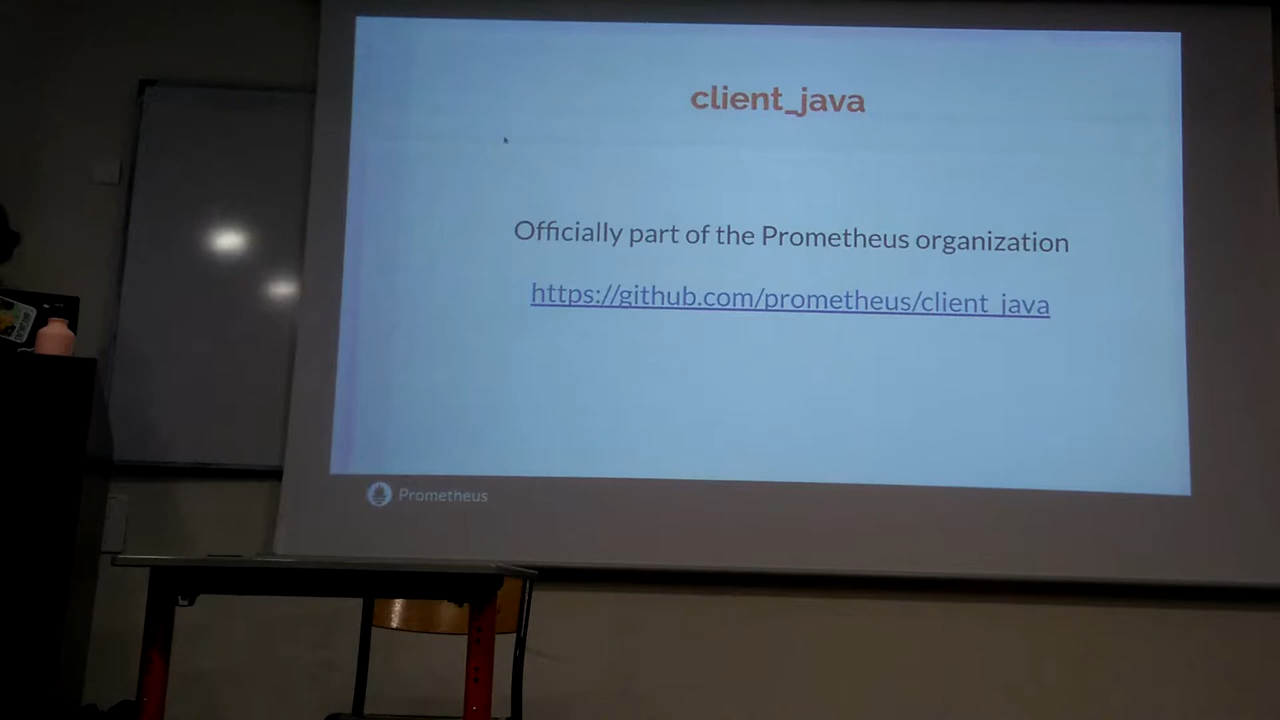 client_java
Officially part of the Prometheus organization
https://github.com/prometheus/client_java
Prometheus